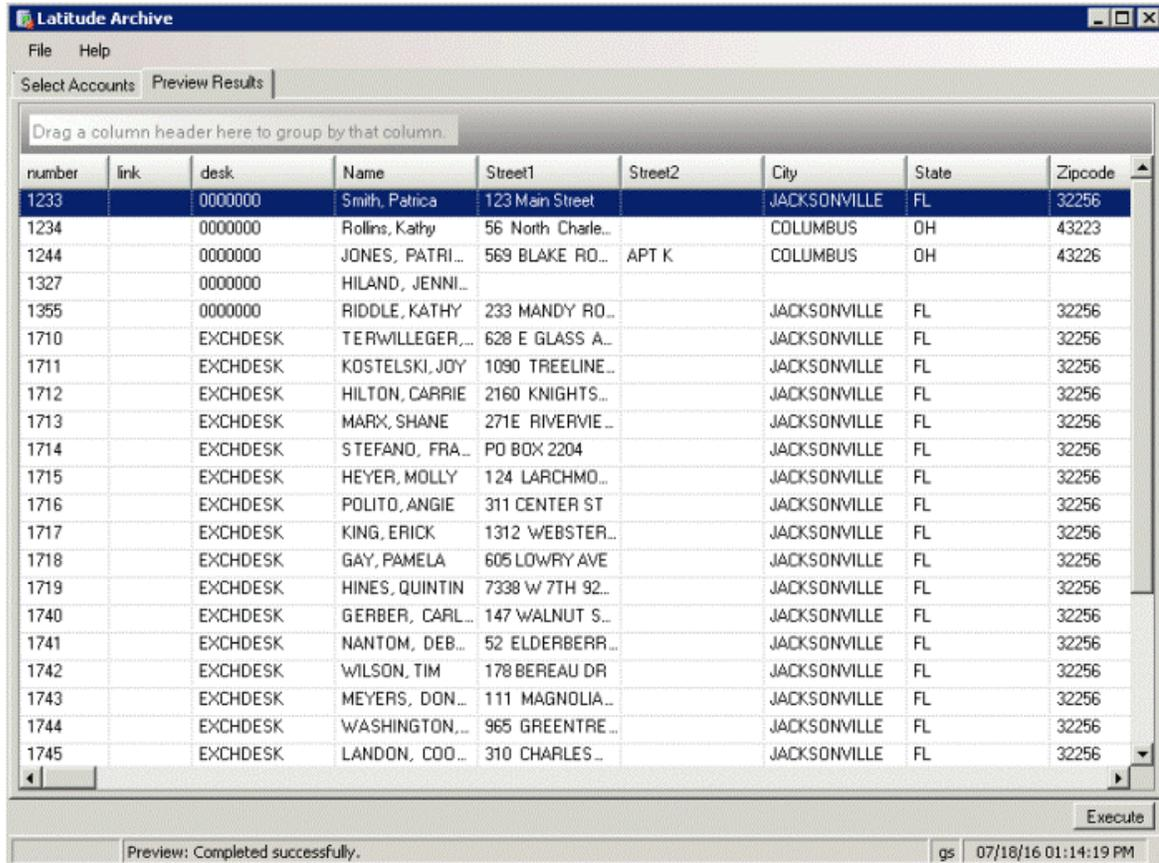 Latitude Archive
File Help
Select Accounts Preview Results
Drag a column header here to group by that column.
number link desk Name Street1 Street2 City State Zipcode
1233 0000000 Smith, Patrica 123 Main Street JACKSONVILLE FL 32256
1234 0000000 Rollins, Kathy 56 North Charle... COLUMBUS OH 43223
1244 0000000 JONES, PATRI... 569 BLAKE RO... APT K COLUMBUS OH 43226
1327 0000000 HILAND, JENNI...
1355 0000000 RIDDLE, KATHY 233 MANDY RO... JACKSONVILLE FL 32256
1710 EXCHDESK TERWILLEGER,... 628 E GLASS A... JACKSONVILLE FL 32256
1711 EXCHDESK KOSTELSKI, JOY 1090 TREELINE... JACKSONVILLE FL 32256
1712 EXCHDESK HILTON, CARRIE 2160 KNIGHTS... JACKSONVILLE FL 32256
1713 EXCHDESK MARX, SHANE 271E RIVERVIE... JACKSONVILLE FL 32256
1714 EXCHDESK STEFANO, FRA... PO BOX 2204 JACKSONVILLE FL 32256
1715 EXCHDESK HEYER, MOLLY 124 LARCHMO... JACKSONVILLE FL 32256
1716 EXCHDESK POLITO, ANGIE 311 CENTER ST JACKSONVILLE FL 32256
1717 EXCHDESK KING, ERICK 1312 WEBSTER... JACKSONVILLE FL 32256
1718 EXCHDESK GAY, PAMELA 605 LOWRY AVE JACKSONVILLE FL 32256
1719 EXCHDESK HINES, QUINTIN 7338 W 7TH 92... JACKSONVILLE FL 32256
1740 EXCHDESK GERBER, CARL... 147 WALNUT S... JACKSONVILLE FL 32256
1741 EXCHDESK NANTOM, DEB... 52 ELDERBERR... JACKSONVILLE FL 32256
1742 EXCHDESK WILSON, TIM 178 BEREAU DR JACKSONVILLE FL 32256
1743 EXCHDESK MEYERS, DON... 111 MAGNOLIA... JACKSONVILLE FL 32256
1744 EXCHDESK WASHINGTON,... 965 GREENTRE... JACKSONVILLE FL 32256
1745 EXCHDESK LANDON, COO... 310 CHARLES... JACKSONVILLE FL 32256
Execute
Preview: Completed successfully. gs 07/18/16 01:14:19 PM